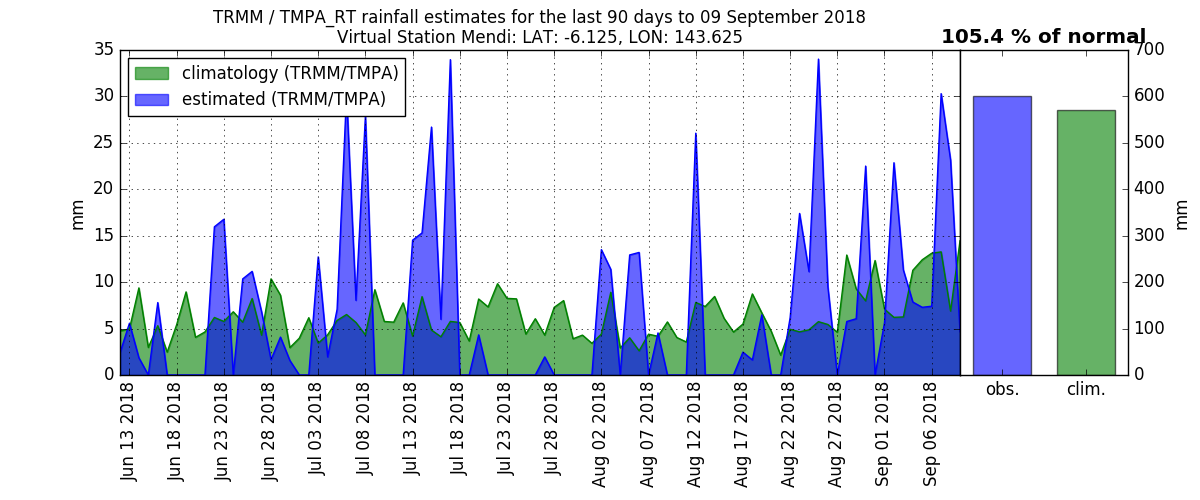 TRMM / TMPA_RT rainfall estimates for the last 90 days to 09 September 2018
Virtual Station Mendi: LAT: -6.125, LON: 143.625
105.4 % of normal
climatology (TRMM/TMPA)
estimated (TRMM/TMPA)
35
30
25
20
15
10
5
0
mm
Jun 13 2018
Jun 18 2018
Jun 23 2018
Jun 28 2018
Jul 03 2018
Jul 08 2018
Jul 13 2018
Jul 18 2018
Jul 23 2018
Jul 28 2018
Aug 02 2018
Aug 07 2018
Aug 12 2018
Aug 17 2018
Aug 22 2018
Aug 27 2018
Sep 01 2018
Sep 06 2018
obs.
clim.
700
600
500
400
300
200
100
0
mm